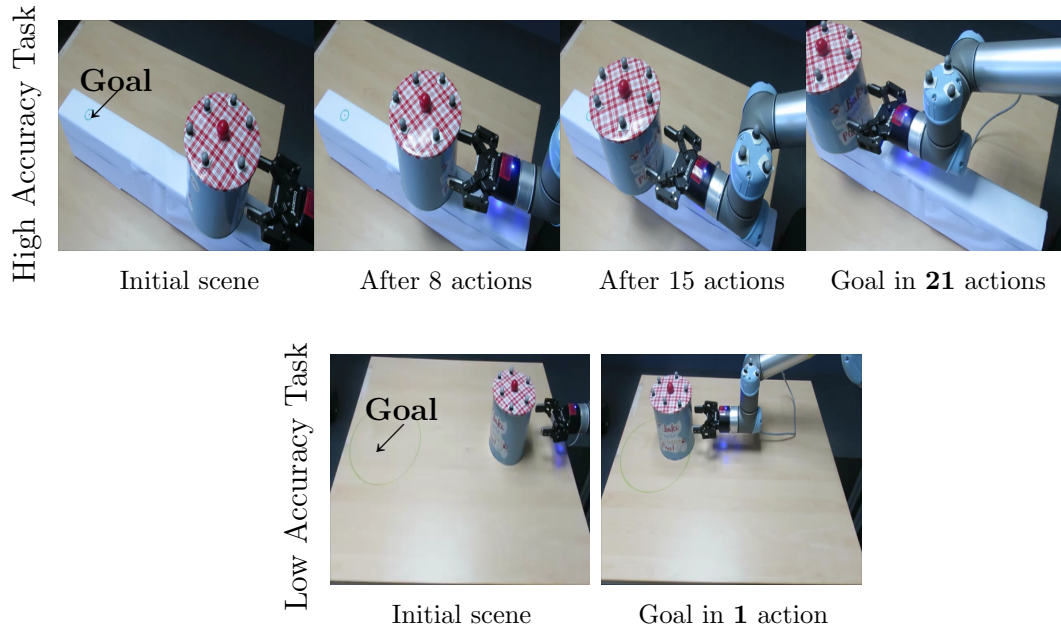 High Accuracy Task
Goal
Initial scene
After 8 actions
After 15 actions
Goal in 21 actions
Low Accuracy Task
Goal
Initial scene
Goal in 1 action